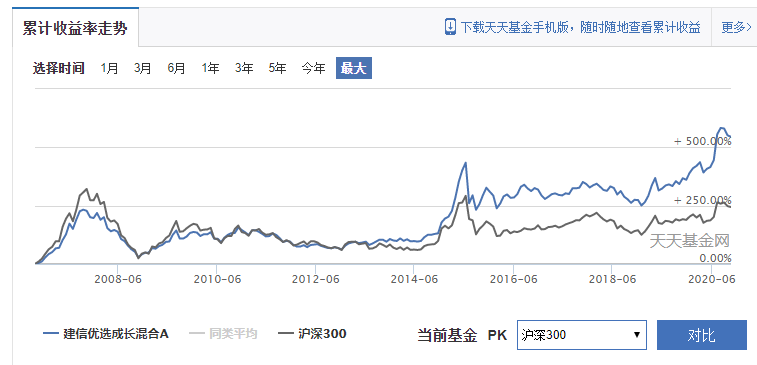 累计收益率走势
下载天天基金手机版，随时随地查看累计收益
更多>
选择时间 1月 3月 6月 1年 3年 5年 今年 最大
+ 500.00%
+ 250.00%
天天基金网
0.00%
2008-06 2010-06 2012-06 2014-06 2016-06 2018-06 2020-06
建信优选成长混合A 同类平均 沪深300
当前基金 PK 沪深300 对比